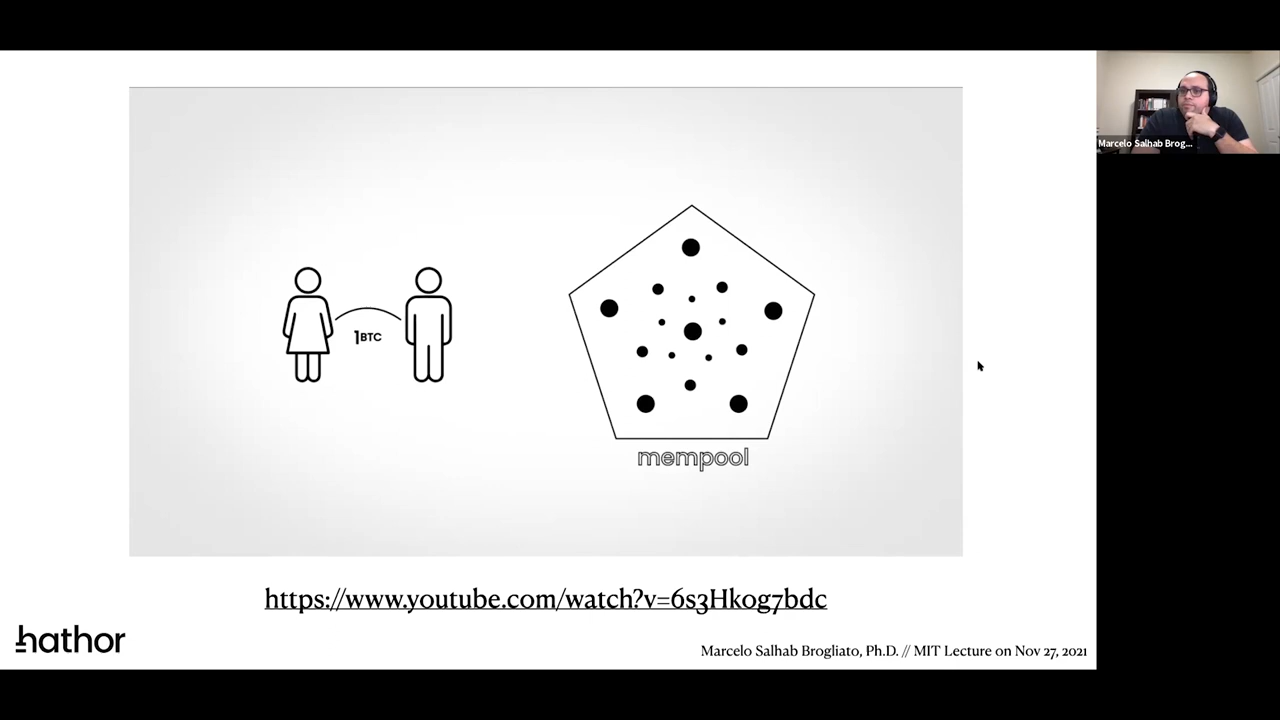 1BTC
mempool
https://www.youtube.com/watch?v=6s3Hkog7bdc
hathor
Marcelo Salhab Brogliato, Ph.D. // MIT Lecture on Nov 27, 2021
Marcelo Salhab Brog...